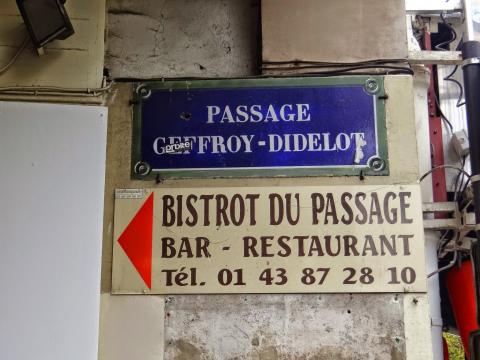 PASSAGE
GEFFROY-DIDELOT
BISTROT DU PASSAGE
BAR - RESTAURANT
Tél. 01 43 87 28 10